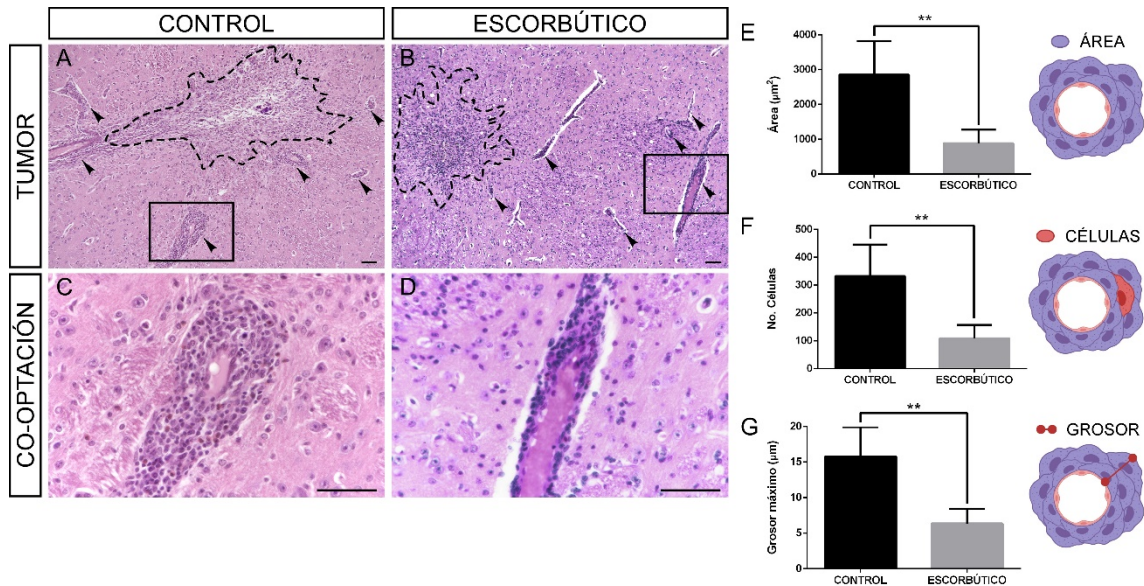 CONTROL
ESCORBÚTICO
TUMOR
CO-OPTACIÓN
A
B
C
D
E
**
Área (µm²)
4000
3000
2000
1000
0
CONTROL
ESCORBÚTICO
ÁREA
F
**
No. Células
500
400
300
200
100
0
CONTROL
ESCORBÚTICO
CÉLULAS
G
**
Grosor máximo (µm)
20
15
10
5
0
CONTROL
ESCORBÚTICO
GROSOR